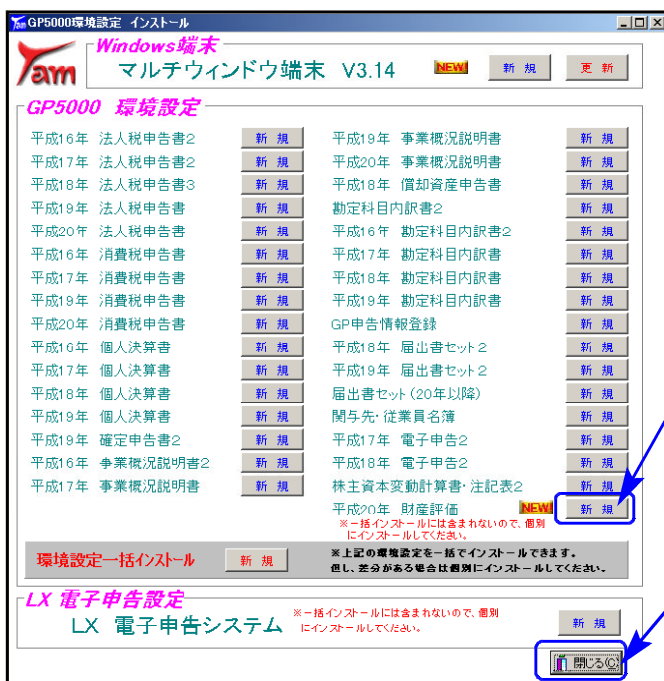 GP5000環境設定 インストール
Tam
Windows端末
マルチウィンドウ端末 V3.14 NEW! 新 規 更 新
GP5000 環境設定
平成16年 法人税申告書2 新 規
平成17年 法人税申告書2 新 規
平成18年 法人税申告書3 新 規
平成19年 法人税申告書 新 規
平成20年 法人税申告書 新 規
平成16年 消費税申告書 新 規
平成17年 消費税申告書 新 規
平成19年 消費税申告書 新 規
平成20年 消費税申告書 新 規
平成16年 個人決算書 新 規
平成17年 個人決算書 新 規
平成18年 個人決算書 新 規
平成19年 個人決算書 新 規
平成19年 確定申告書2 新 規
平成16年 事業概況説明書2 新 規
平成17年 事業概況説明書 新 規
平成19年 事業概況説明書 新 規
平成20年 事業概況説明書 新 規
平成18年 償却資産申告書 新 規
勘定科目内訳書2 新 規
平成16年 勘定科目内訳書2 新 規
平成17年 勘定科目内訳書 新 規
平成18年 勘定科目内訳書 新 規
平成19年 勘定科目内訳書 新 規
GP申告情報登録 新 規
平成18年 届出書セット2 新 規
平成19年 届出書セット2 新 規
届出書セット(20年以降) 新 規
関与先・従業員名簿 新 規
平成17年 電子申告2 新 規
平成18年 電子申告2 新 規
株主資本変動計算書・注記表2 新 規
平成20年 財産評価 NEW! 新 規
※一括インストールには含まれないので、個別
にインストールしてください。
環境設定一括インストール 新 規
※上記の環境設定を一括でインストールできます。
但し、差分がある場合は個別にインストールしてください。
LX 電子申告設定
LX 電子申告システム
※一括インストールには含まれないので、個別
にインストールしてください。
新 規
閉じる(C)